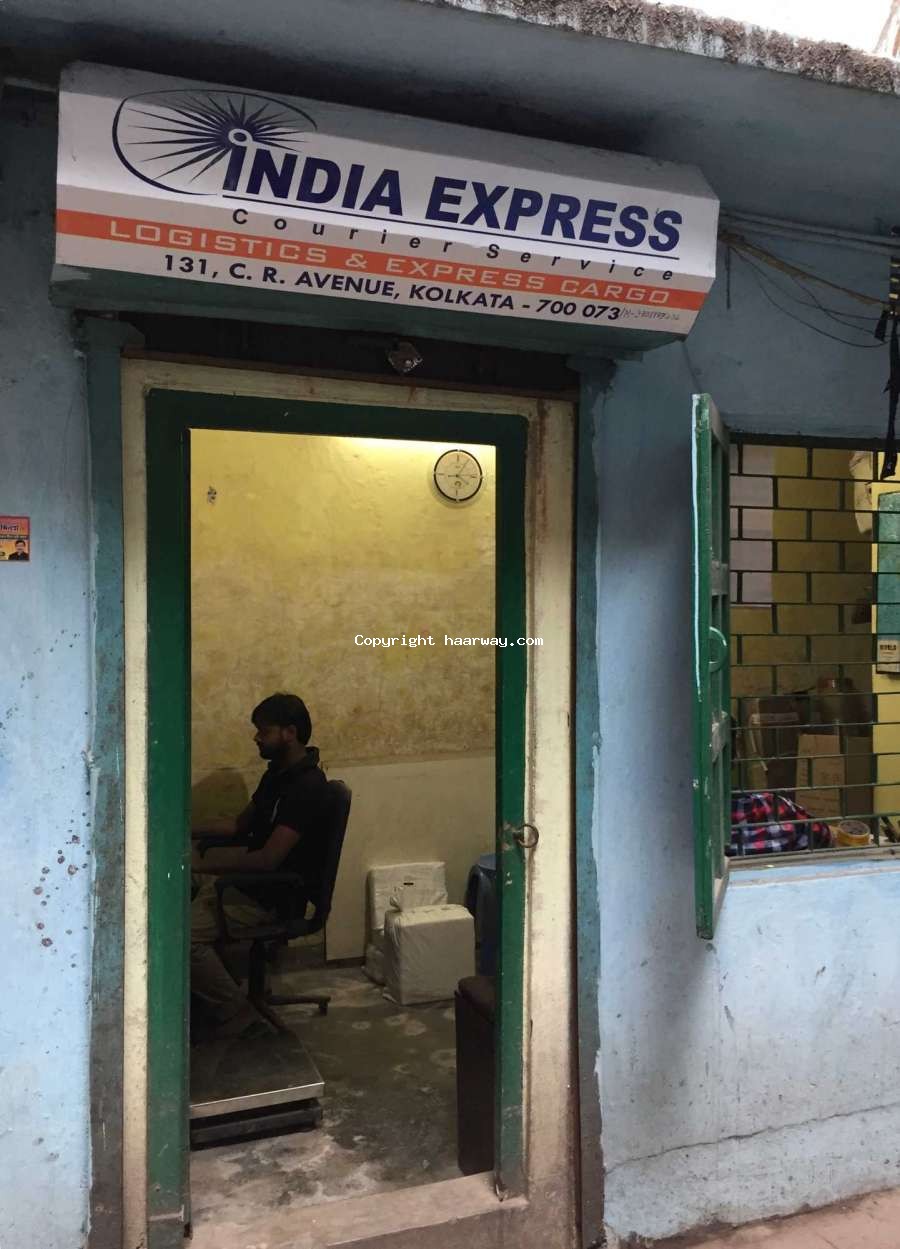 INDIA EXPRESS
Courier Service
LOGISTICS & EXPRESS CARGO
131, C. R. AVENUE, KOLKATA - 700 073
Copyright haarway.com